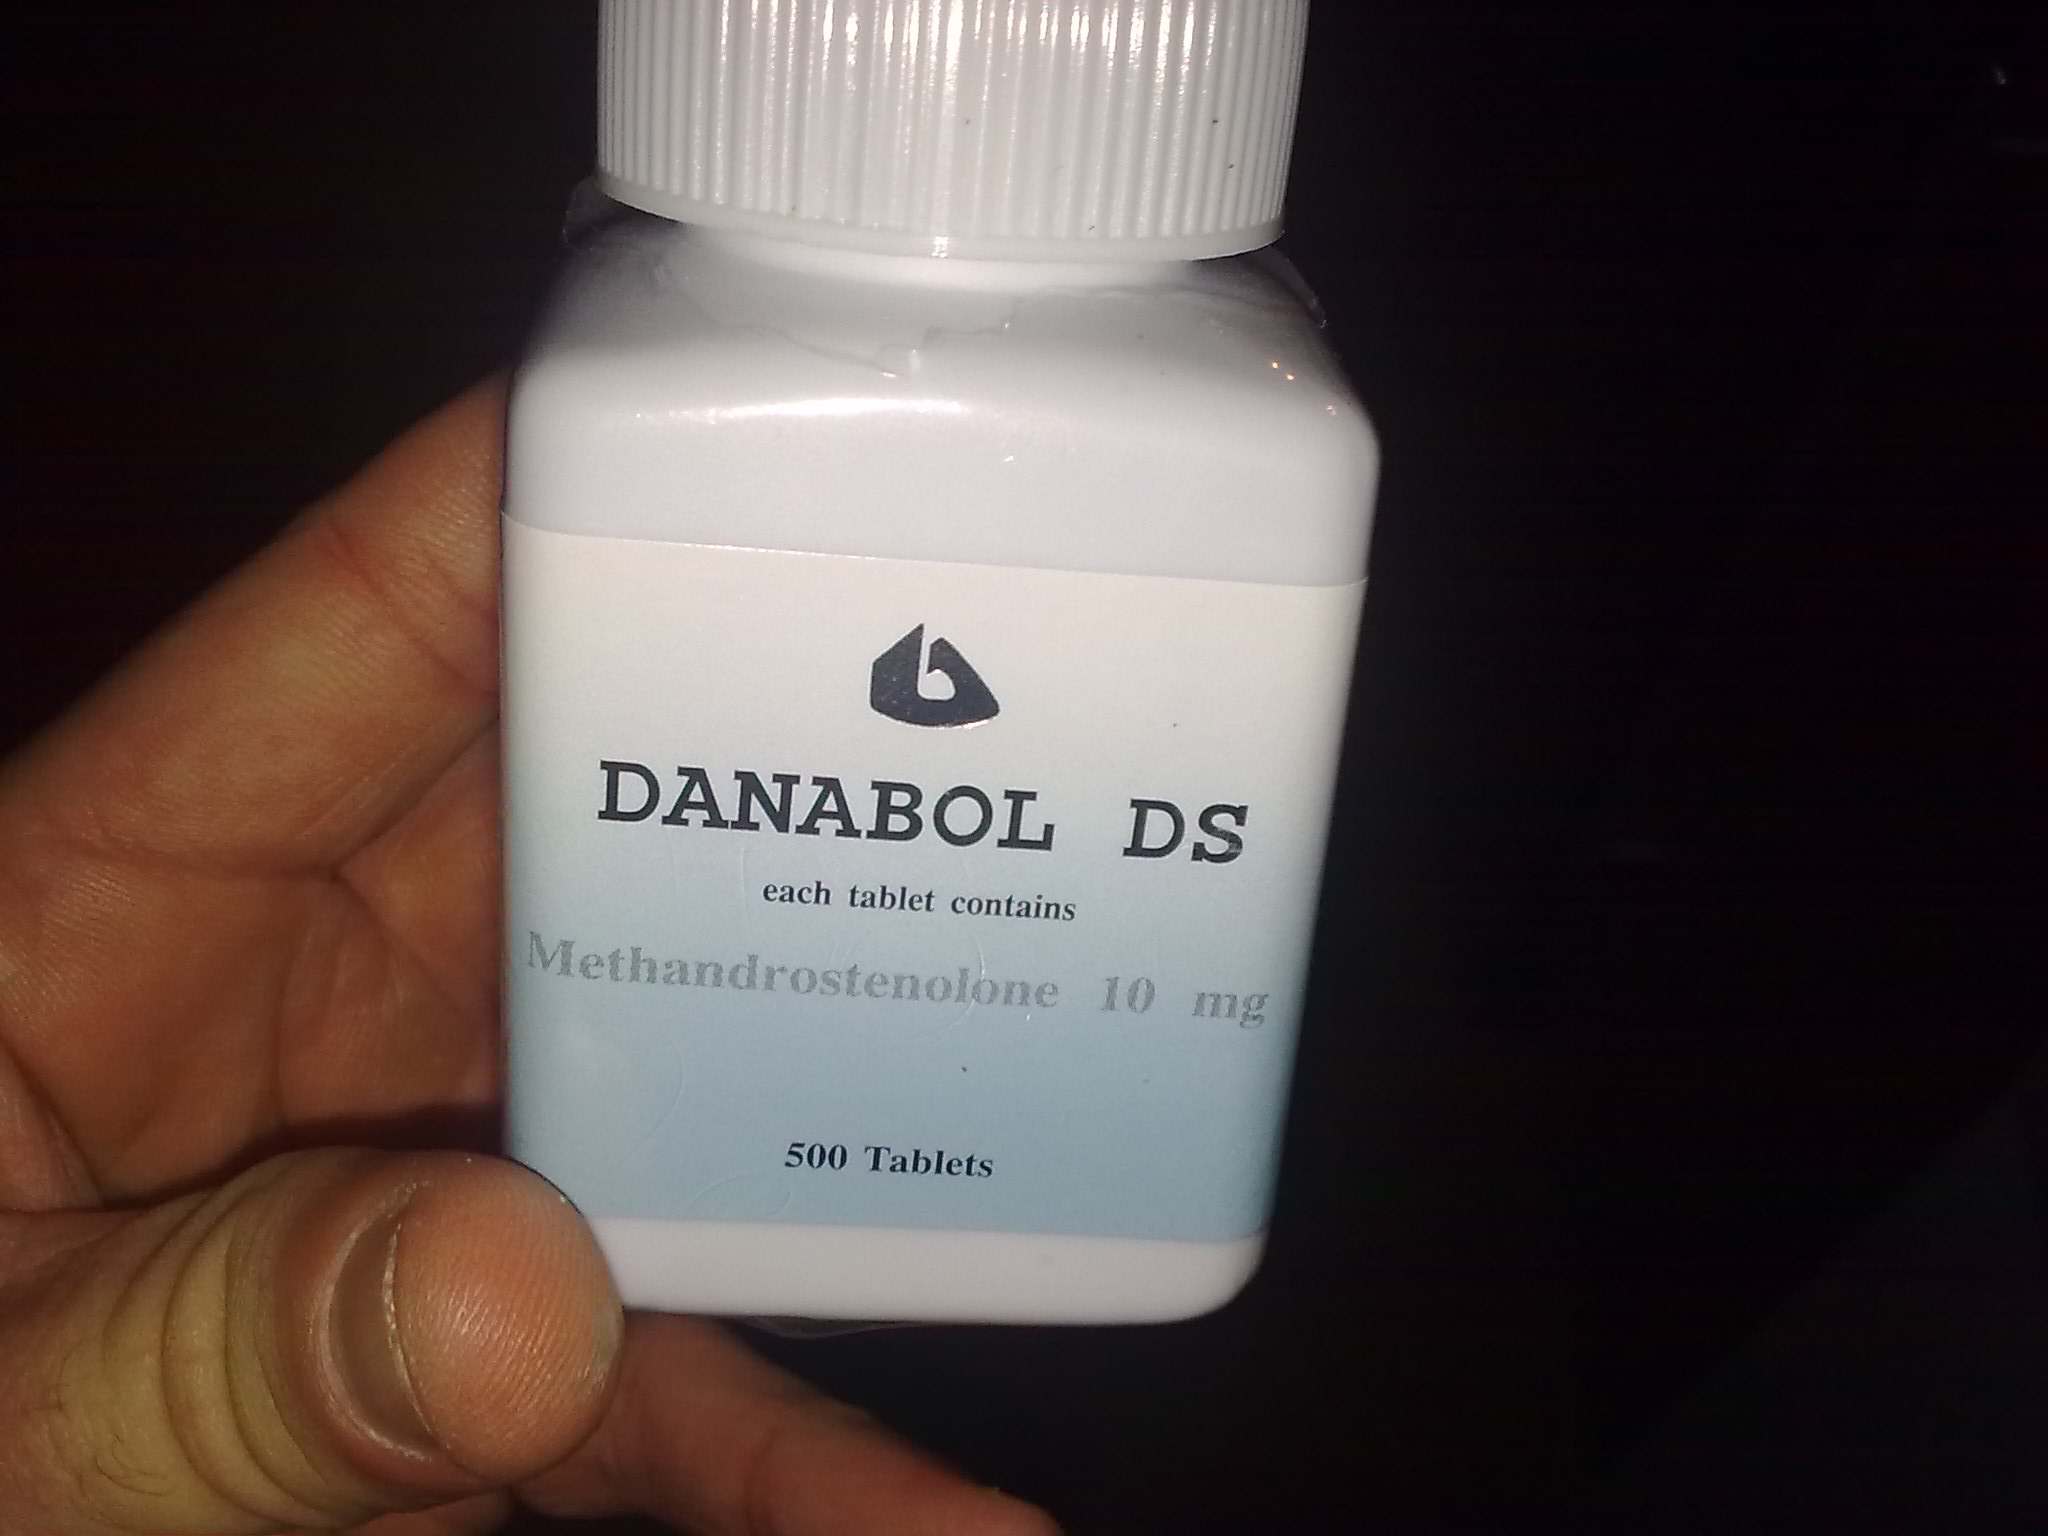 DANABOL DS
each tablet contains
Methandrostenolone 10 mg
500 Tablets